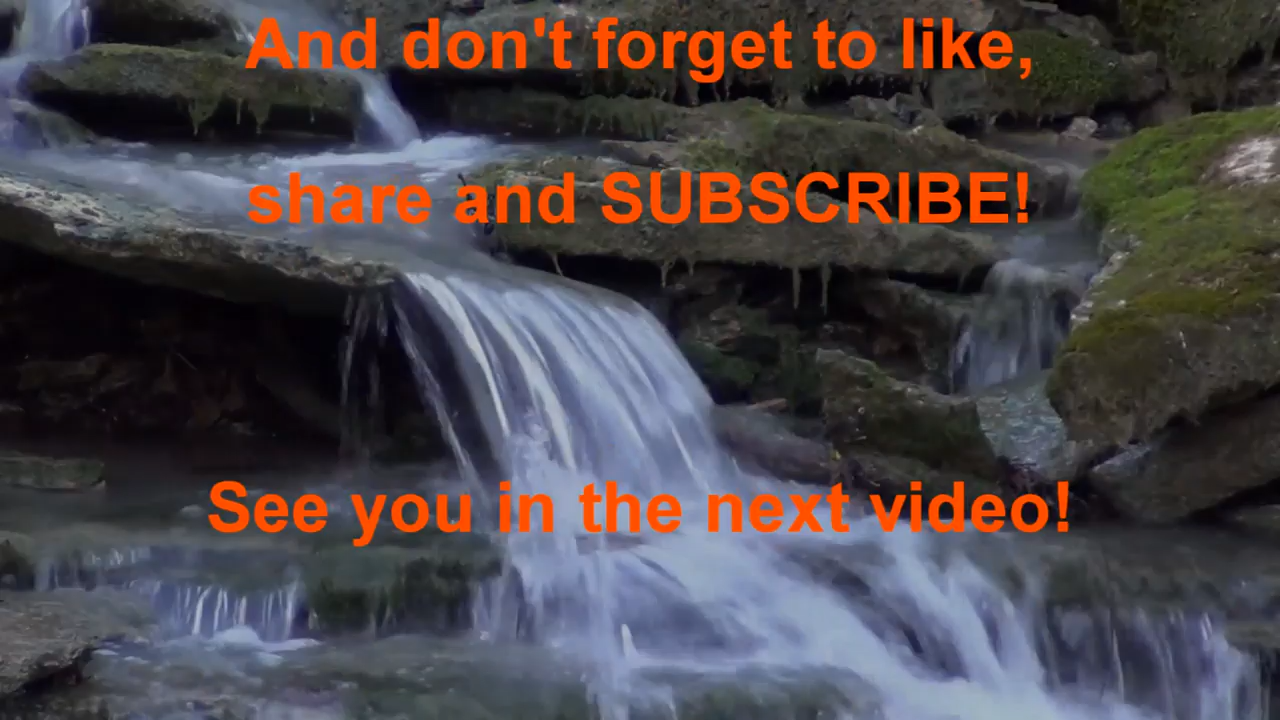 And don't forget to like,
share and SUBSCRIBE!
See you in the next video!